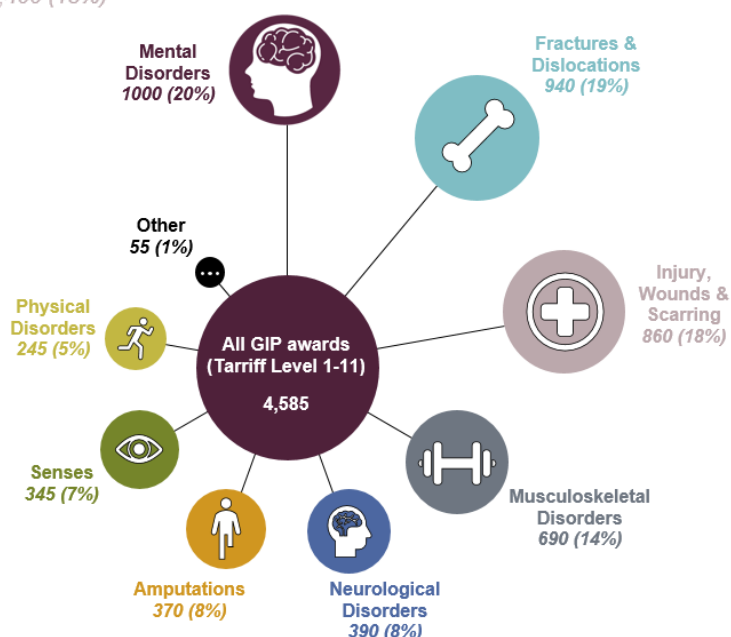 Mental
Disorders
1000 (20%)
Fractures &
Dislocations
940 (19%)
Other
55 (1%)
Injury,
Wounds &
Scarring
860 (18%)
Physical
Disorders
245 (5%)
All GIP awards
(Tarriff Level 1-11)
4,585
Senses
345 (7%)
Musculoskeletal
Disorders
690 (14%)
Amputations
370 (8%)
Neurological
Disorders
390 (8%)